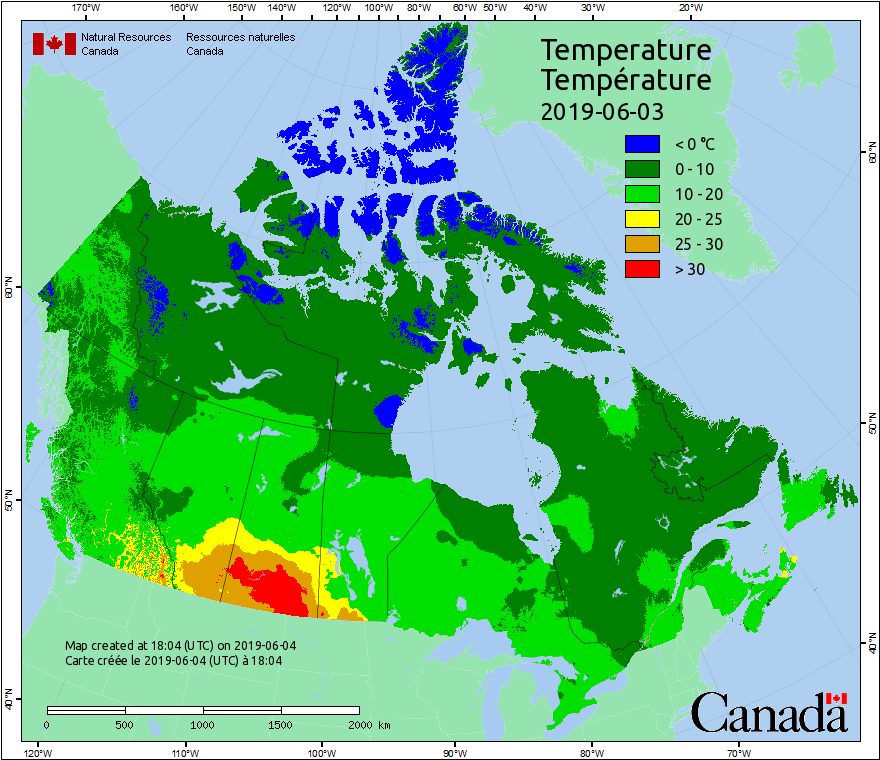 170°W 160°W 150°W 140°W 130°W 120°W 110°W 100°W 80°W 60°W 50°W 40°W 30°W 20°W
Natural Resources Ressources naturelles
Canada Canada
Temperature
Température
2019-06-03
< 0 °C
0 - 10
10 - 20
20 - 25
25 - 30
> 30
60°N
60°N
50°N
50°N
40°N
40°N
Map created at 18:04 (UTC) on 2019-06-04
Carte créée le 2019-06-04 (UTC) à 18:04
0 500 1000 1500 2000 km
Canada
120°W 110°W 100°W 90°W 80°W 70°W